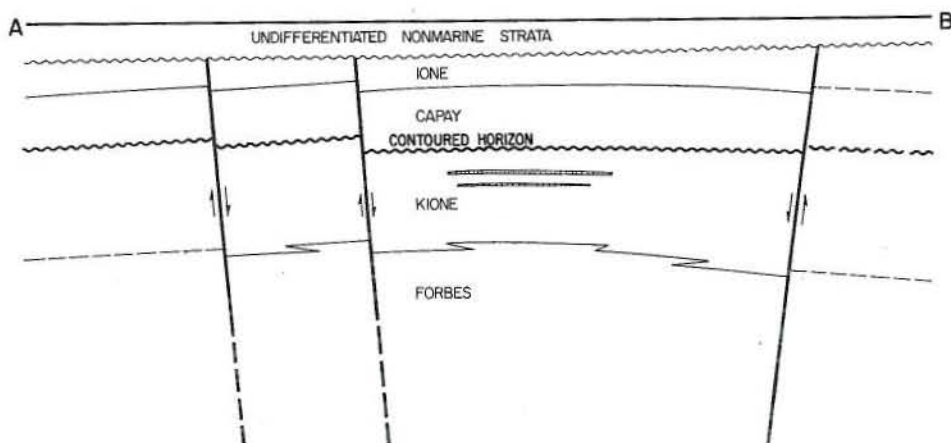 A
B
UNDIFFERENTIATED NONMARINE STRATA
IONE
CAPAY
CONTOURED HORIZON
KIONE
FORBES